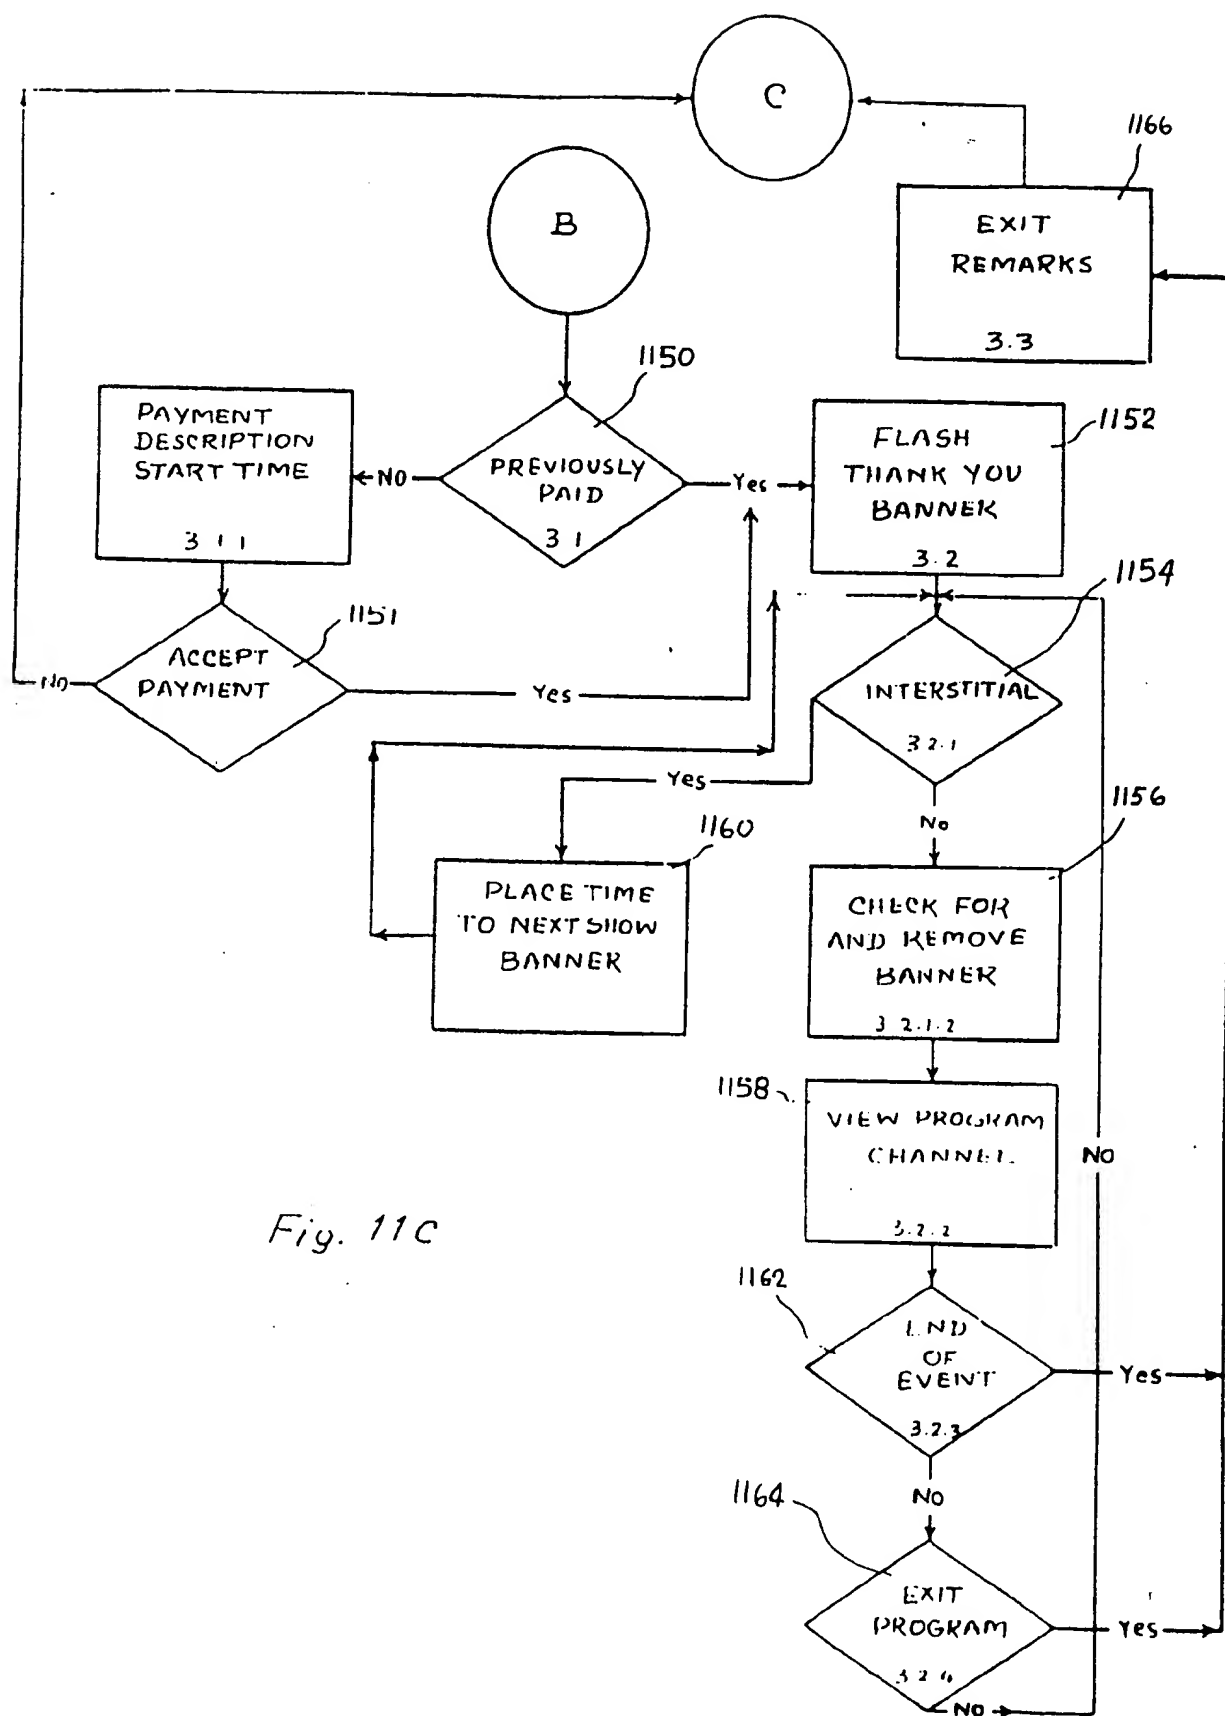 C
1166
EXIT
REMARKS
3.3
B
1150
PREVIOUSLY
PAID
3 1
NO
Yes
PAYMENT
DESCRIPTION
START TIME
3 1 1
1152
FLASH
THANK YOU
BANNER
3.2
1151
ACCEPT
PAYMENT
NO
Yes
1154
INTERSTITIAL
3 2 1
Yes
No
1160
PLACE TIME
TO NEXT SHOW
BANNER
1156
CHECK FOR
AND REMOVE
BANNER
3 2.1.2
1158
VIEW PROGRAM
CHANNEL
3.2.2
NO
Fig. 11C
1162
END
OF
EVENT
3.2.3
Yes
NO
1164
EXIT
PROGRAM
3 2 4
Yes
NO